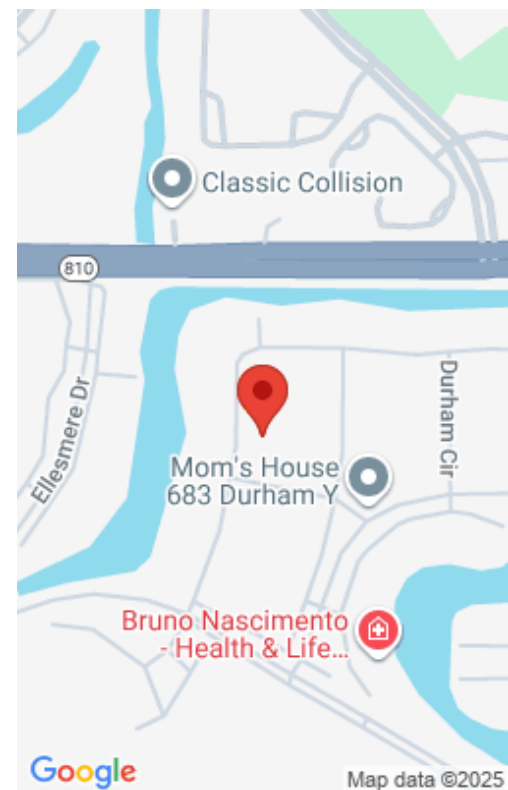 Classic Collision
810
Ellesmere Dr
Durham Cir
Mom's House
683 Durham Y
Bruno Nascimento
- Health & Life...
Google
Map data ©2025